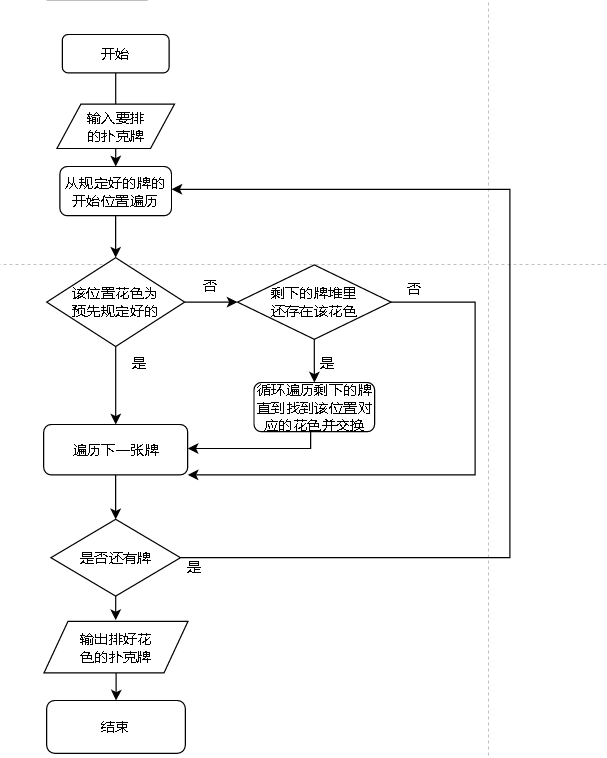 开始
输入要排
的扑克牌
从规定好的牌的
开始位置遍历
该位置花色为
预先规定好的
否
剩下的牌堆里
还存在该花色
否
是
是
循环遍历剩下的牌
直到找到该位置对
应的花色并交换
遍历下一张牌
是否还有牌
是
输出排好花
色的扑克牌
结束